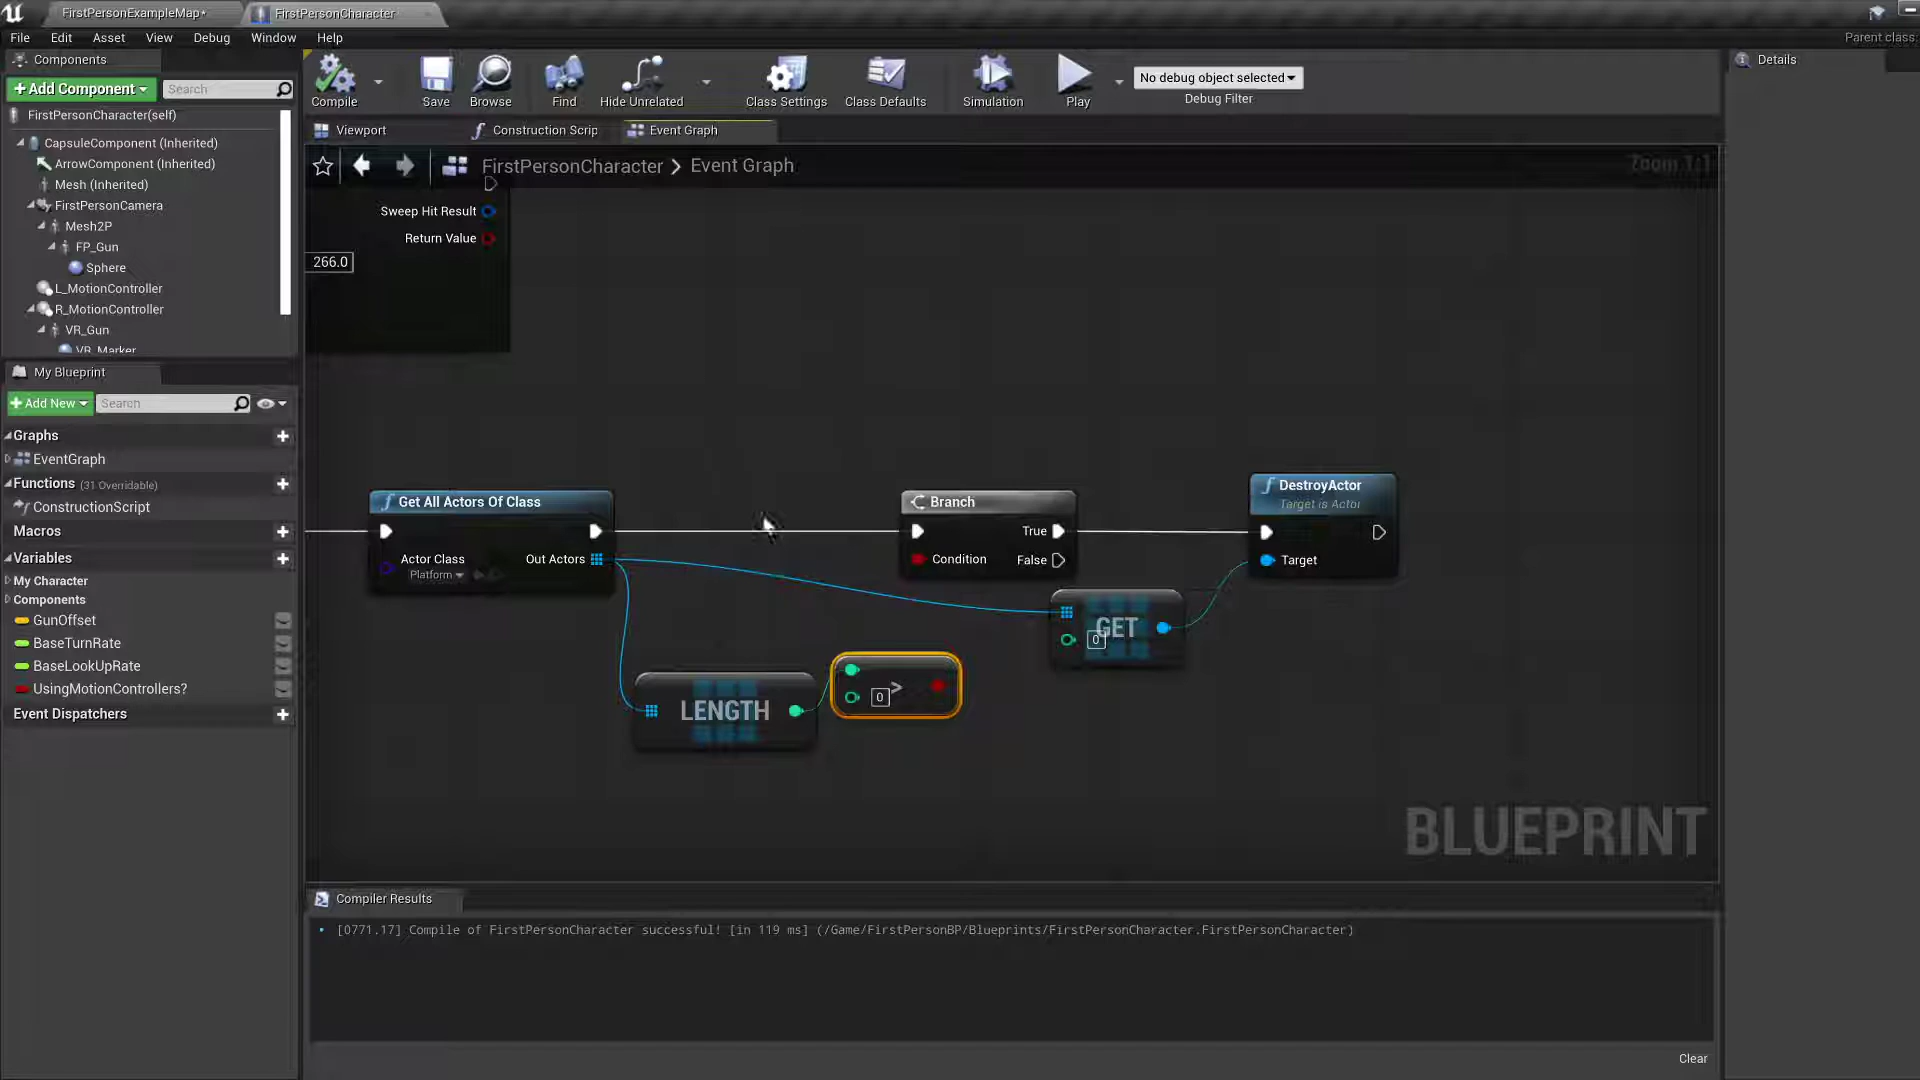 FirstPersonExampleMap*
FirstPersonCharacter
File Edit Asset View Debug Window Help
Parent class:
Components
+Add Component
Search
FirstPersonCharacter(self)
CapsuleComponent (Inherited)
ArrowComponent (Inherited)
Mesh (Inherited)
FirstPersonCamera
Mesh2P
FP_Gun
Sphere
L_MotionController
R_MotionController
VR_Gun
VR_Marker
Compile
Save
Browse
Find
Hide Unrelated
Class Settings
Class Defaults
Simulation
Play
No debug object selected
Debug Filter
Details
Viewport
Construction Scrip
Event Graph
FirstPersonCharacter > Event Graph
Zoom 1:1
Sweep Hit Result
Return Value
266.0
My Blueprint
+Add New
Search
Graphs
EventGraph
Functions (31 Overridable)
ConstructionScript
Macros
Variables
My Character
Components
GunOffset
BaseTurnRate
BaseLookUpRate
UsingMotionControllers?
Event Dispatchers
Get All Actors Of Class
Actor Class
Platform
Out Actors
Branch
True
Condition
False
DestroyActor
Target is Actor
Target
GET
0
LENGTH
>
0
BLUEPRINT
Compiler Results
[0771.17] Compile of FirstPersonCharacter successful! [in 119 ms] (/Game/FirstPersonBP/Blueprints/FirstPersonCharacter.FirstPersonCharacter)
Clear